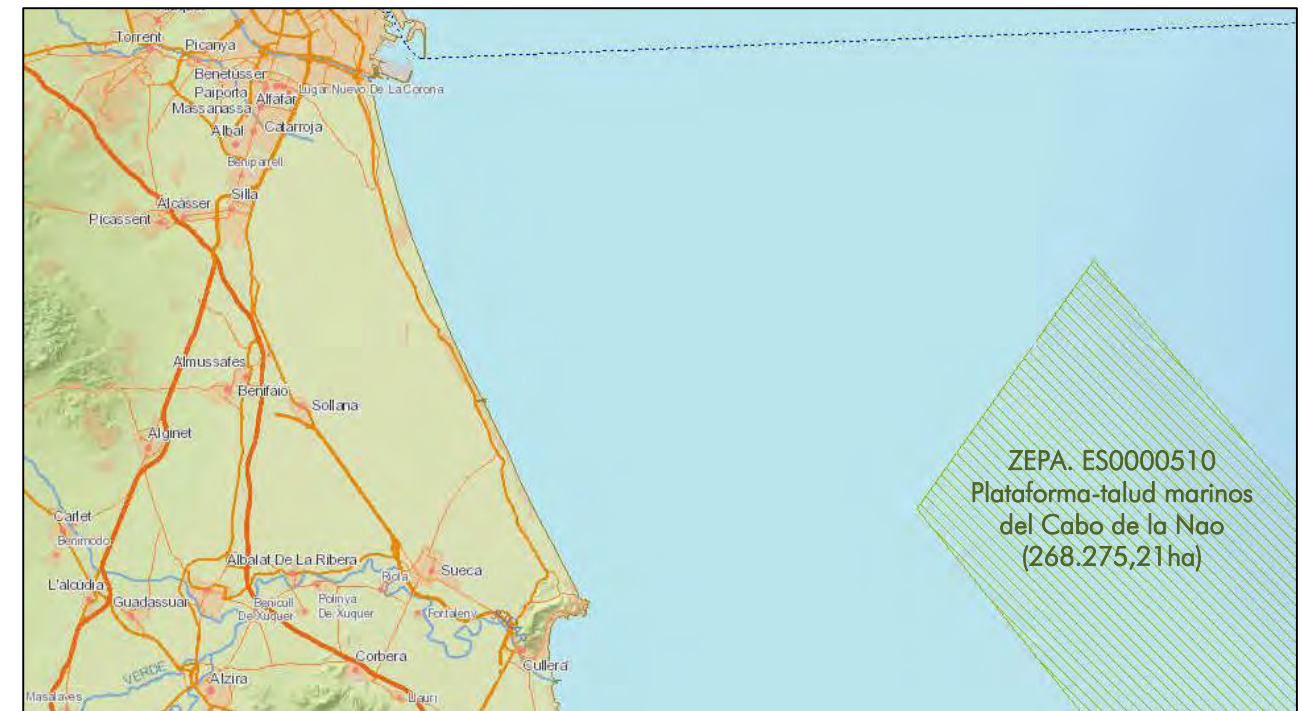 Torrent
Picanya
Benetússer
Paiporta
Alfafar
Lugar Nuevo De La Corona
Massanassa
Albal
Catarroja
Beniparrell
Silla
Alcàsser
Picassent
Almussafes
Benifaió
Sollana
Alginet
ZEPA. ES0000510
Plataforma-talud marinos
del Cabo de la Nao
(268.275,21ha)
Carlet
Benimodo
Albalat De La Ribera
Sueca
Riola
L'alcúdia
Guadassuar
Benicull
De Xuquer
Polinya
De Xuquer
Fortaleny
Corbera
Cullera
VERDE
Alzira
Masalaves
Llaurí